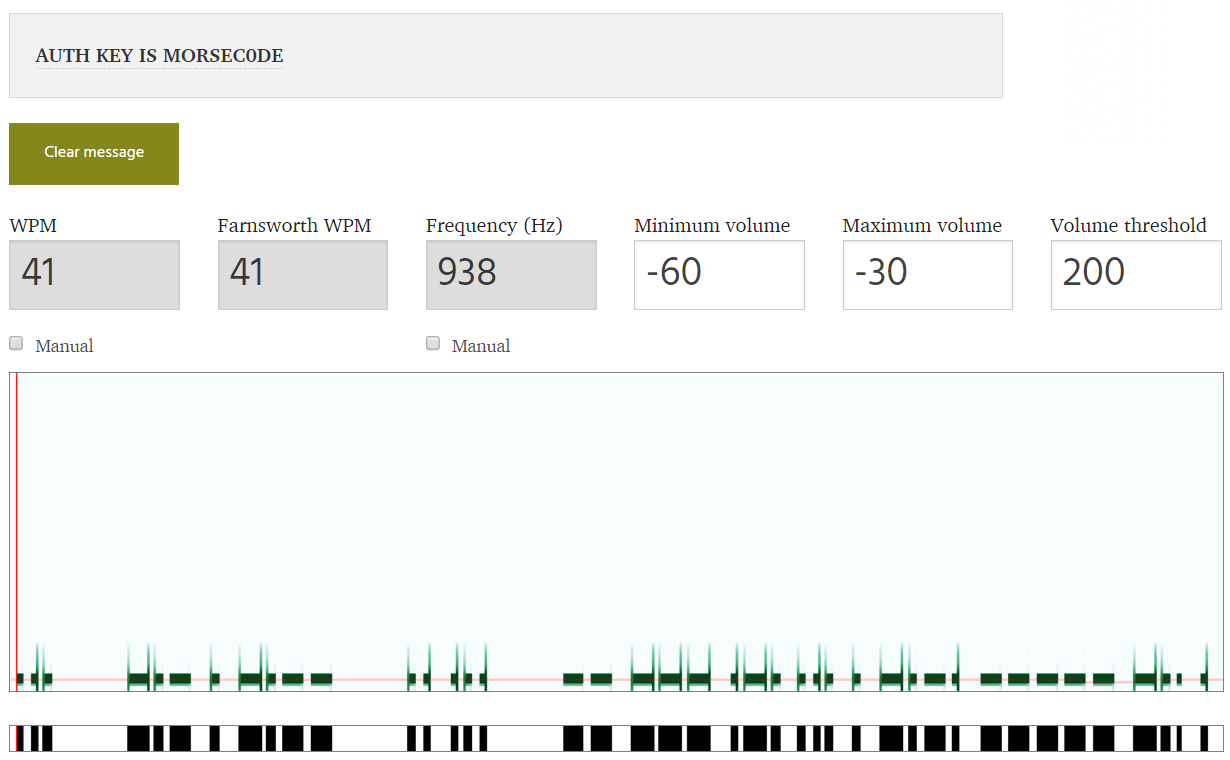 AUTH KEY IS MORSEC0DE
Clear message
WPM Farnsworth WPM Frequency (Hz) Minimum volume Maximum volume Volume threshold
41 41 938 -60 -30 200
Manual Manual